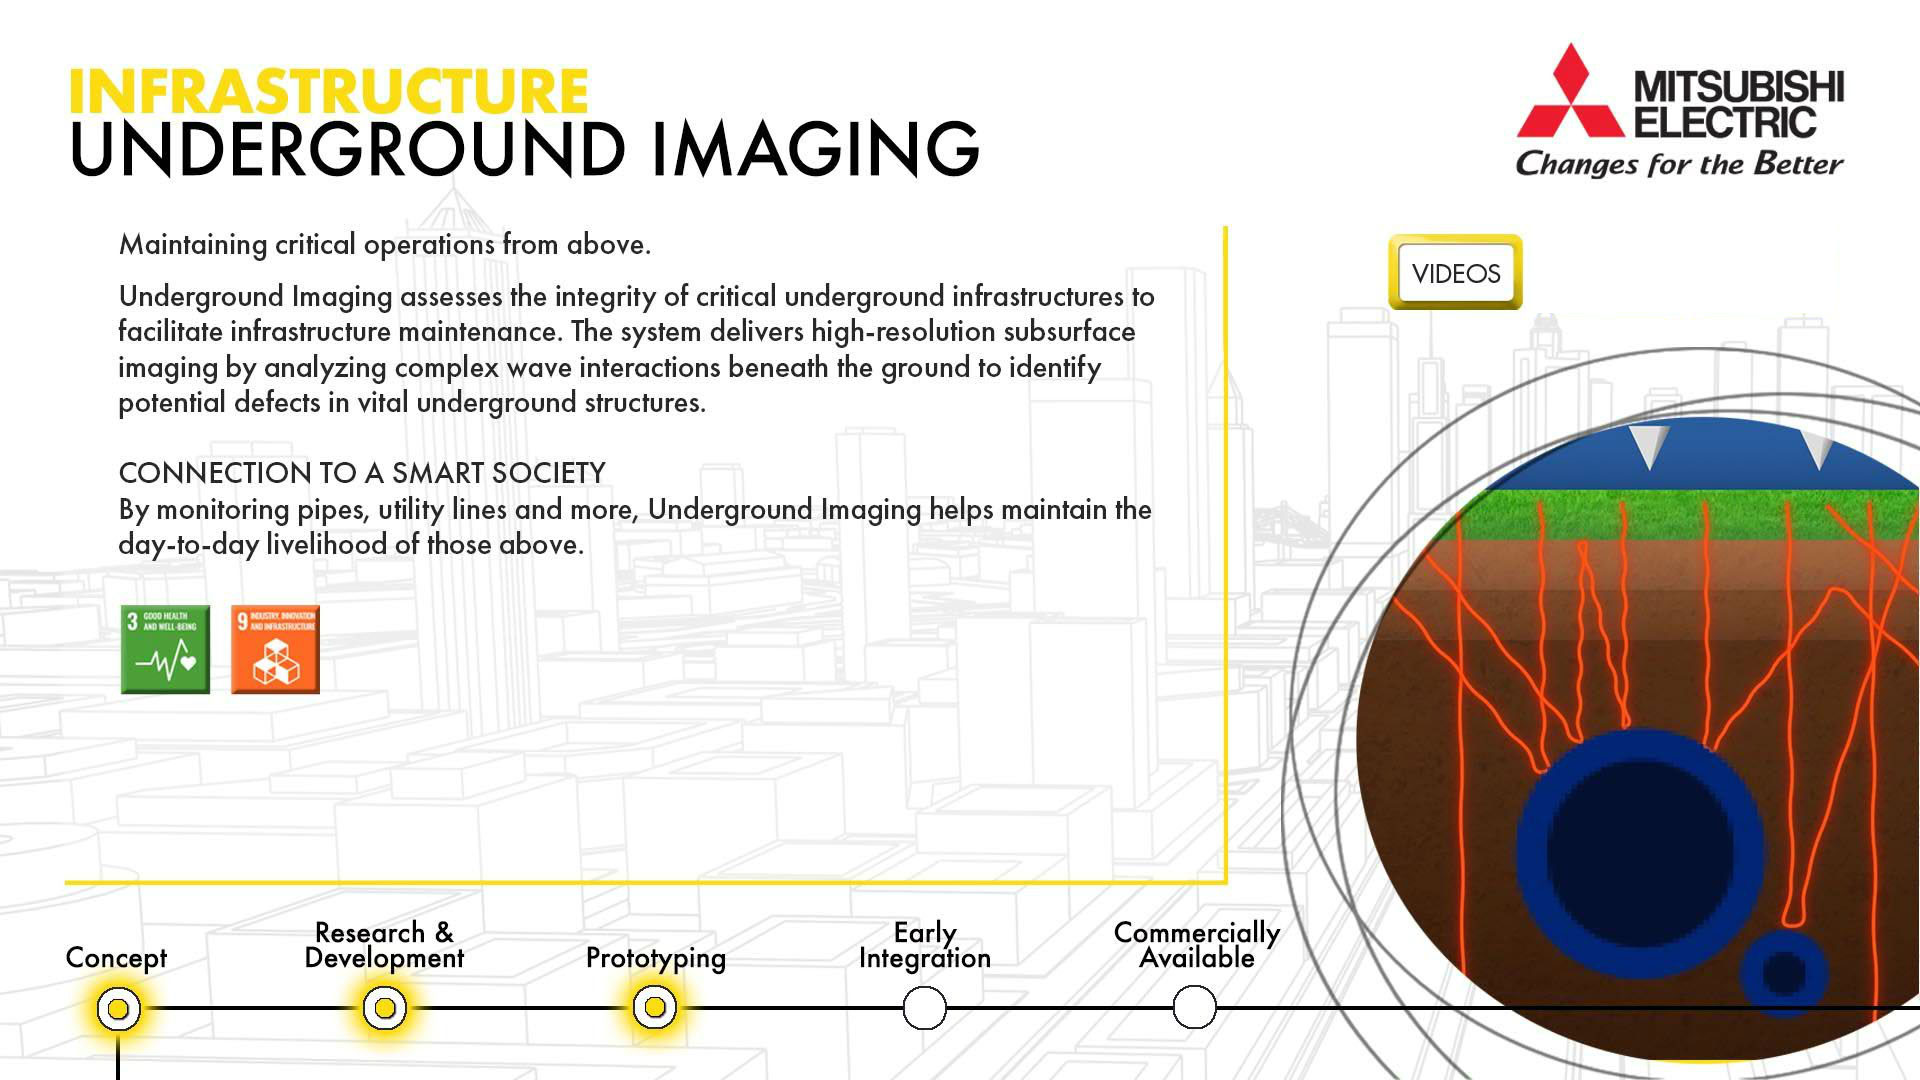 INFRASTRUCTURE
UNDERGROUND IMAGING
MITSUBISHI
ELECTRIC
Changes for the Better
Maintaining critical operations from above.
Underground Imaging assesses the integrity of critical underground infrastructures to
facilitate infrastructure maintenance. The system delivers high-resolution subsurface
imaging by analyzing complex wave interactions beneath the ground to identify
potential defects in vital underground structures.
CONNECTION TO A SMART SOCIETY
By monitoring pipes, utility lines and more, Underground Imaging helps maintain the
day-to-day livelihood of those above.
VIDEOS
3 GOOD HEALTH
AND WELL-BEING
9 INDUSTRY, INNOVATION
AND INFRASTRUCTURE
Concept
Research &
Development
Prototyping
Early
Integration
Commercially
Available